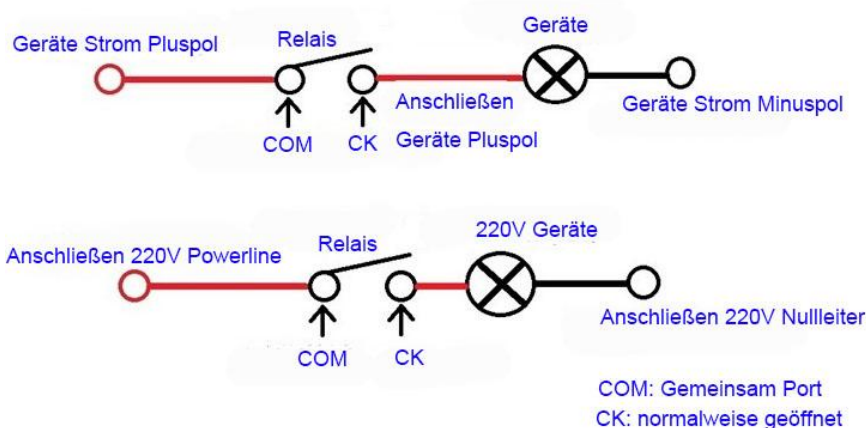 Geräte Strom Pluspol
Relais
Geräte
Anschließen
Geräte Pluspol
Geräte Strom Minuspol
COM
CK
Anschließen 220V Powerline
Relais
220V Geräte
Anschließen 220V Nullleiter
COM
CK
COM: Gemeinsam Port
CK: normalweise geöffnet